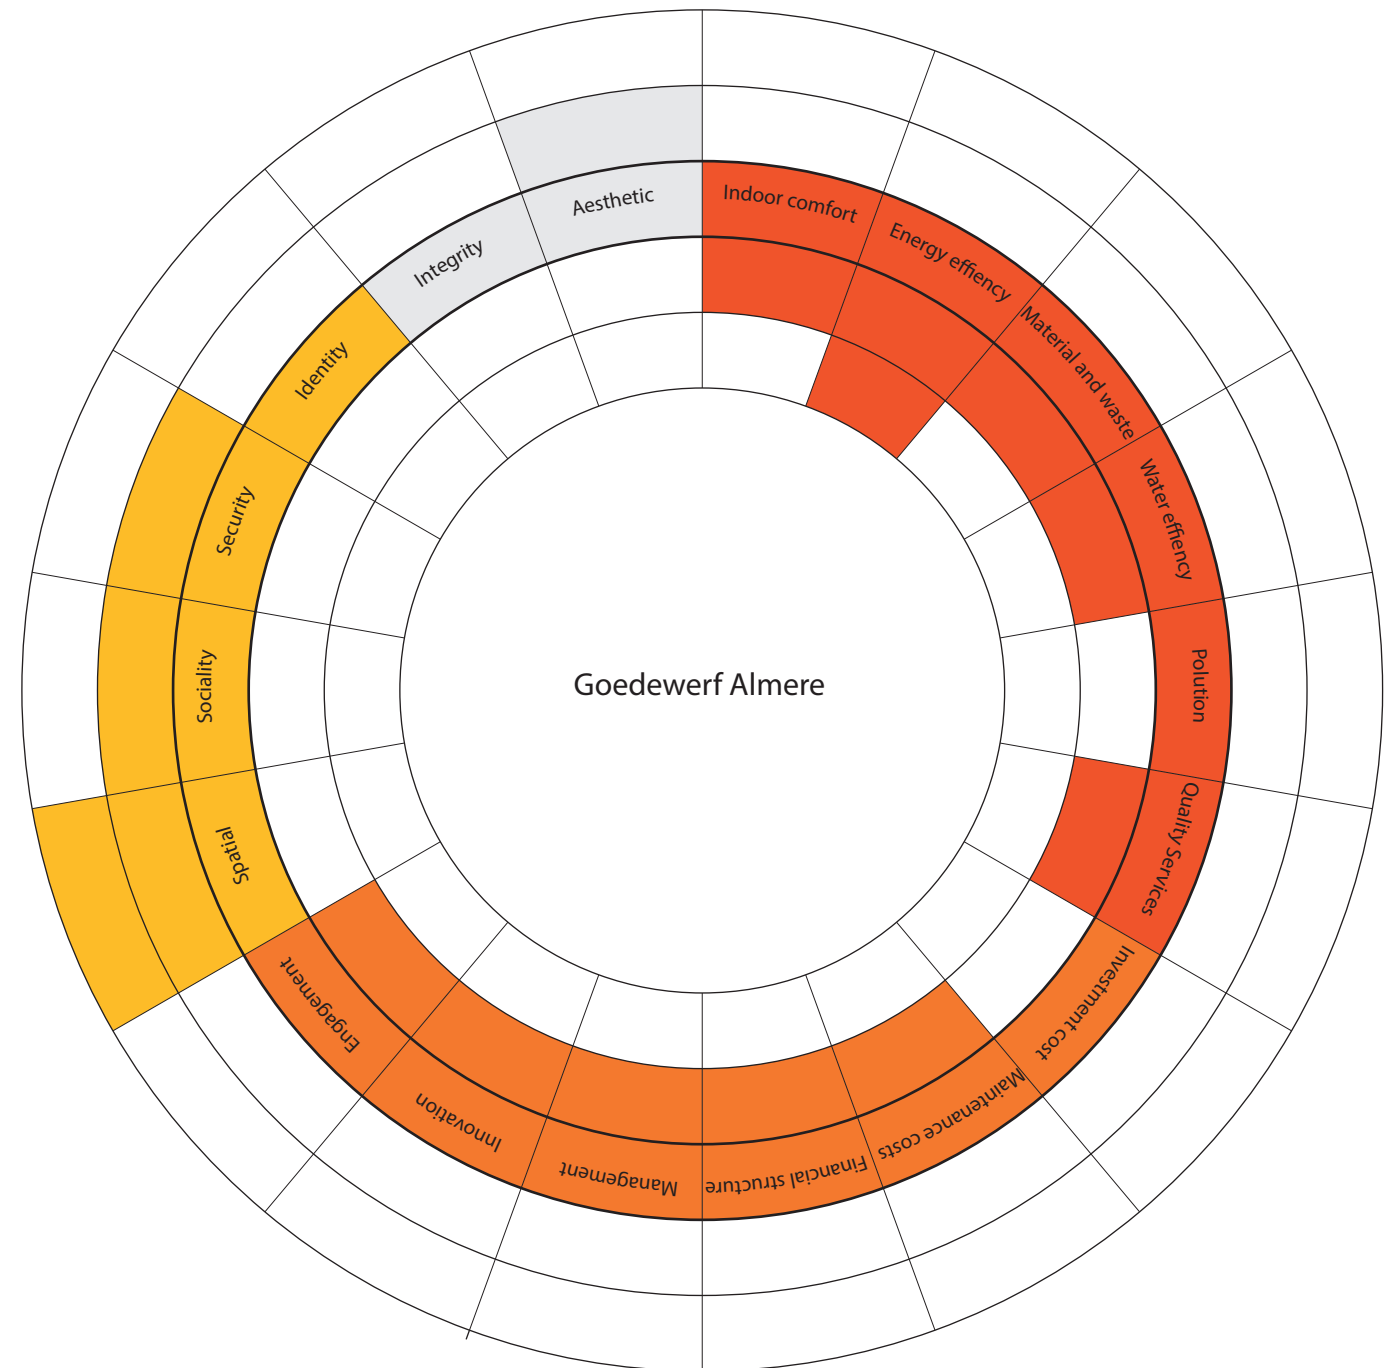 Indoor comfort
Energy effiency
Material and waste
Water effiency
Polution
Quality Services
Investment cost
Maintenance costs
Financial structure
Management
Innovation
Engagement
Spatial
Sociality
Security
Identity
Integrity
Aesthetic
Goedewerf Almere